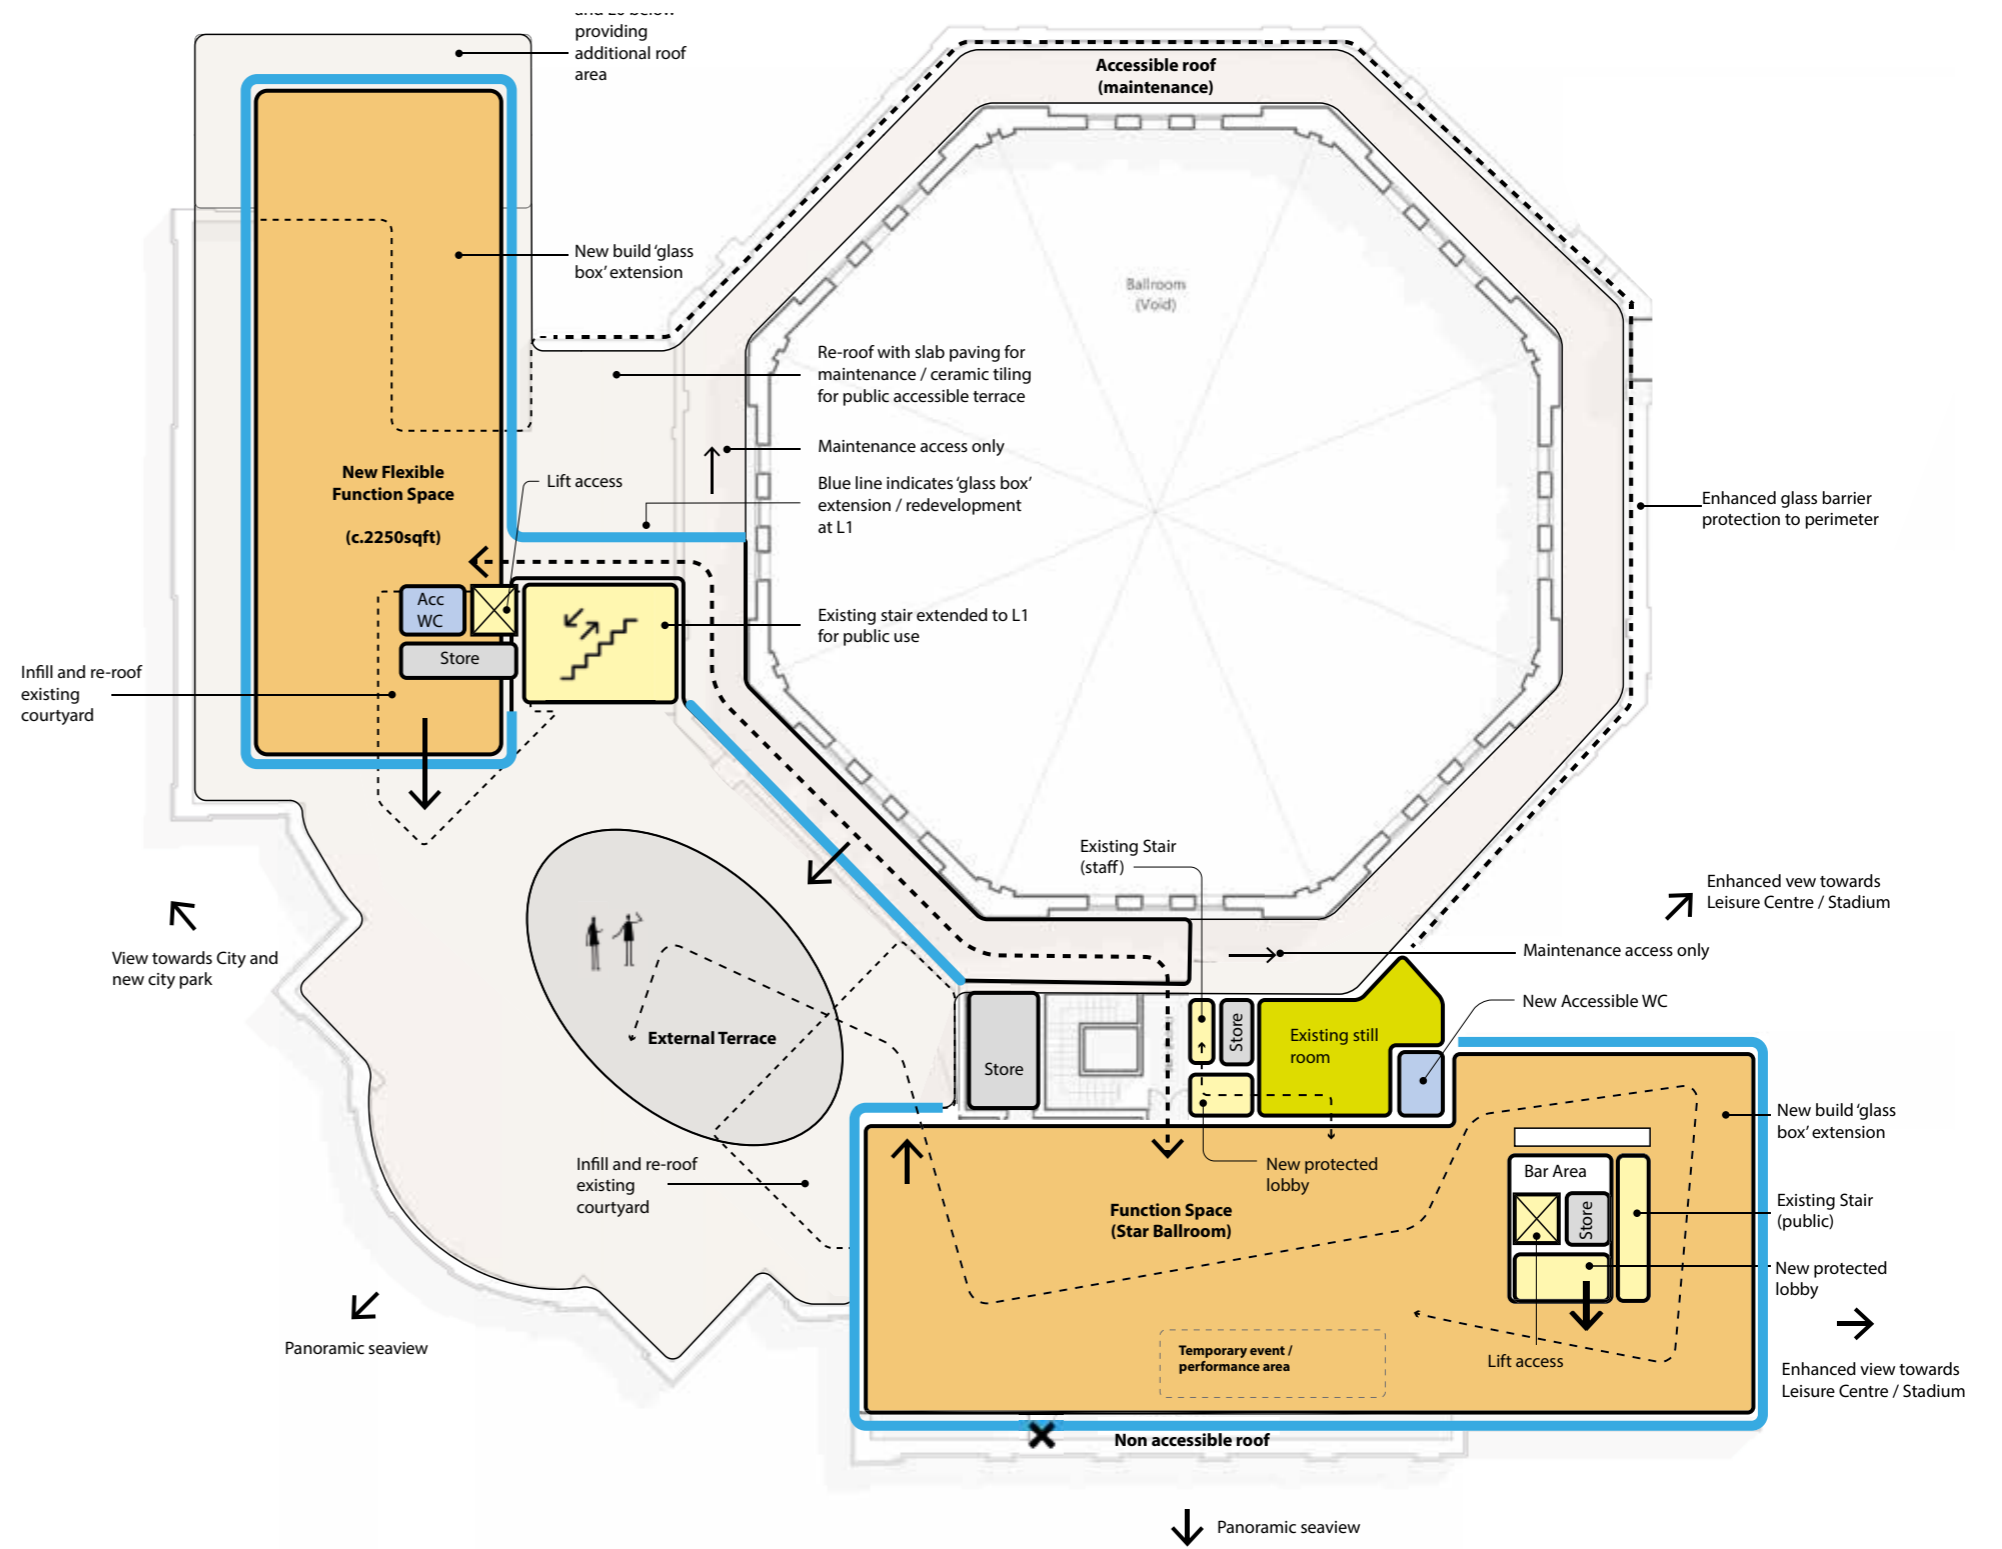 providing
additional roof
area
Accessible roof
(maintenance)
New build ‘glass
box’ extension
Ballroom
(Void)
Re-roof with slab paving for
maintenance / ceramic tiling
for public accessible terrace
Maintenance access only
New Flexible
Function Space
(c.2250sqft)
Lift access
Blue line indicates ‘glass box’
extension / redevelopment
at L1
Enhanced glass barrier
protection to perimeter
Acc
WC
Store
Existing stair extended to L1
for public use
Infill and re-roof
existing
courtyard
Existing Stair
(staff)
Enhanced vew towards
Leisure Centre / Stadium
View towards City and
new city park
Maintenance access only
New Accessible WC
External Terrace
Store
Store
Existing still
room
New build ‘glass
box’ extension
Infill and re-roof
existing
courtyard
New protected
lobby
Bar Area
Store
Existing Stair
(public)
Function Space
(Star Ballroom)
New protected
lobby
Panoramic seaview
Temporary event /
performance area
Lift access
Enhanced view towards
Leisure Centre / Stadium
Non accessible roof
Panoramic seaview